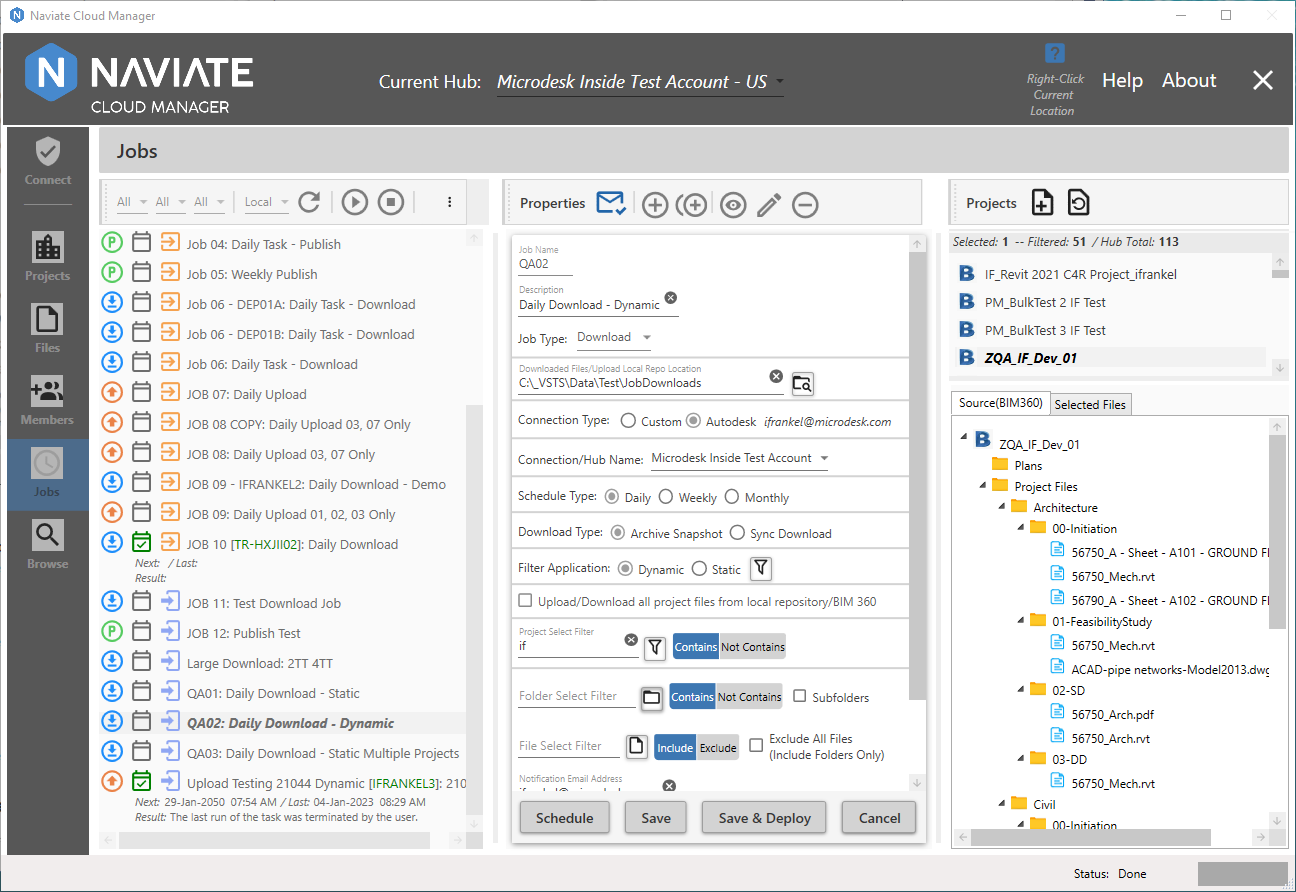 Naviate Cloud Manager
NAVIATE
CLOUD MANAGER
Current Hub: Microdesk Inside Test Account - US
?
Right-Click
Current
Location
Help
About
Connect
Projects
Files
Members
Jobs
Browse
Jobs
All All All Local
P Job 04: Daily Task - Publish
P Job 05: Weekly Publish
Job 06 - DEP01A: Daily Task - Download
Job 06 - DEP01B: Daily Task - Download
Job 06: Daily Task - Download
JOB 07: Daily Upload
JOB 08 COPY: Daily Upload 03, 07 Only
JOB 08: Daily Upload 03, 07 Only
JOB 09 - IFRANKEL2: Daily Download - Demo
JOB 09: Daily Upload 01, 02, 03 Only
JOB 10 [TR-HXJII02]: Daily Download
Next: / Last:
Result:
JOB 11: Test Download Job
P JOB 12: Publish Test
Large Download: 2TT 4TT
QA01: Daily Download - Static
QA02: Daily Download - Dynamic
QA03: Daily Download - Static Multiple Projects
Upload Testing 21044 Dynamic [IFRANKEL3]: 210
Next: 29-Jan-2050 07:54 AM / Last: 04-Jan-2023 08:29 AM
Result: The last run of the task was terminated by the user.
Properties
Job Name
QA02
Description
Daily Download - Dynamic
Job Type: Download
Downloaded Files/Upload Local Repo Location
C:\_VSTS\Data\Test\JobDownloads
Connection Type: Custom Autodesk ifrankel@microdesk.com
Connection/Hub Name: Microdesk Inside Test Account
Schedule Type: Daily Weekly Monthly
Download Type: Archive Snapshot Sync Download
Filter Application: Dynamic Static
Upload/Download all project files from local repository/BIM 360
Project Select Filter
if
Contains Not Contains
Folder Select Filter Contains Not Contains Subfolders
File Select Filter Include Exclude Exclude All Files
(Include Folders Only)
Notification Email Address
Schedule Save Save & Deploy Cancel
Projects
Selected: 1 -- Filtered: 51 / Hub Total: 113
B IF_Revit 2021 C4R Project_ifrankel
B PM_BulkTest 2 IF Test
B PM_BulkTest 3 IF Test
B ZQA_IF_Dev_01
Source(BIM360) Selected Files
B ZQA_IF_Dev_01
Plans
Project Files
Architecture
00-Initiation
56750_A - Sheet - A101 - GROUND F
56750_Mech.rvt
56790_A - Sheet - A102 - GROUND F
01-FeasibilityStudy
56750_Mech.rvt
ACAD-pipe networks-Model2013.dwg
02-SD
56750_Arch.pdf
56750_Arch.rvt
03-DD
56750_Mech.rvt
Civil
00-Initiation
Status: Done